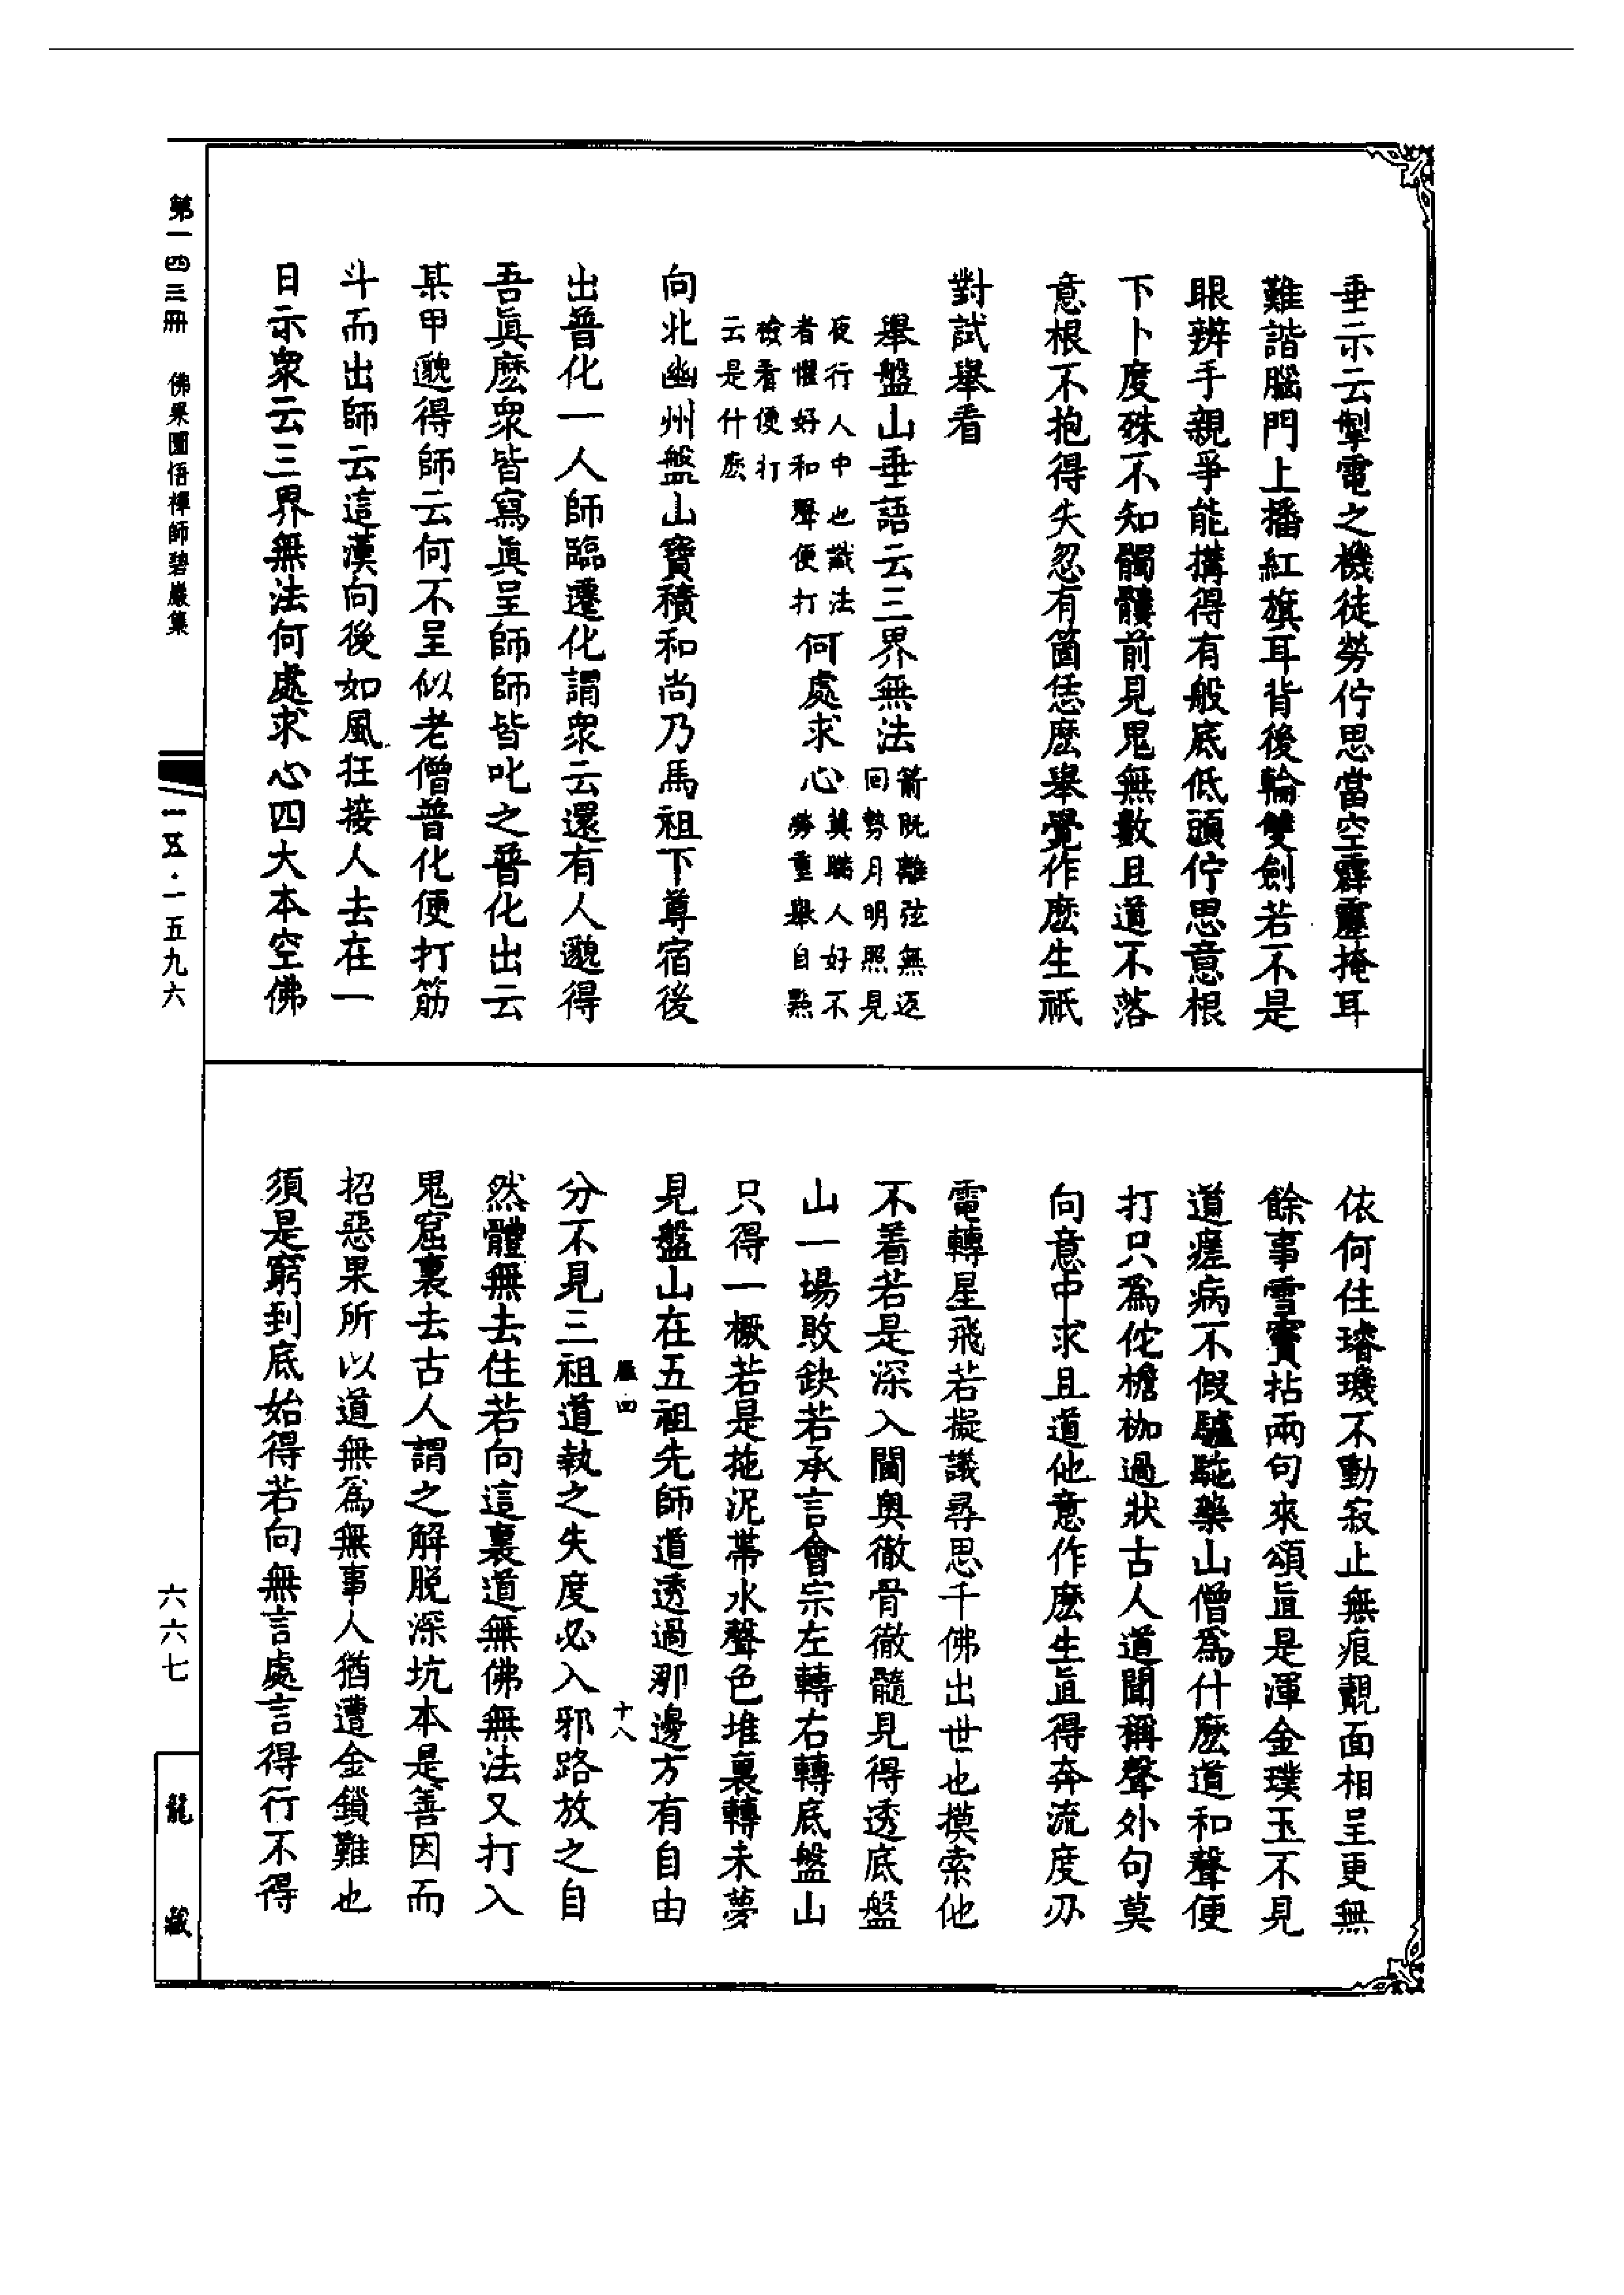 垂示云掣電之機徒勞佇思當空霹靂掩耳
難諧腦門上播紅旗耳背後輪雙劍若不是
眼辨手親爭能搆得有般底低頭佇思意根
下卜度殊不知髑髏前見鬼無數且道不落
意根不抱得失忽有箇恁麽舉覺作麽生祇
對試舉看
舉盤山垂語云三界無法
箭既離弦無返
回勢月明照見
夜行人中也識法
者懼好和聲便打
何處求心
莫瞞人好不
勞重舉自點
檢看便打
云是什麽
向北幽州盤山寶積和尚乃馬祖下尊宿後
出普化一人師臨遷化謂衆云還有人邈得
吾眞麽衆皆寫眞呈師師皆叱之普化出云
某甲邈得師云何不呈似老僧普化便打筋
斗而出師云這漢向後如風狂接人去在一
日示衆云三界無法何處求心四大本空佛
依何住璿璣不動寂止無痕覿面相呈更無
餘事雪竇拈兩句來頌直是渾金璞玉不見
道瘥病不假驢馳藥山僧爲什麽道和聲便
打只爲佗檐枷過狀古人道聞稱聲外句莫
向意中求且道他意作麽生直得奔流度刃
電轉星飛若擬議尋思千佛出世也摸索他
不着若是深入閫奧徹骨徹髓見得透底盤
山一場敗缺若承言會宗左轉右轉底盤山
只得一橛若是拖泥帶水聲色堆裏轉未夢
見盤山在五祖先師道透過那邊方有自由
分不見三祖道執之失度必入邪路放之自
然體無去住若向這裏道無佛無法又打入
鬼窟裏去古人謂之解脫深坑本是善因而
招惡果所以道無爲無事人猶遭金鎖難也
須是窮到底始得若向無言處言得行不得
四
十八
第一四三冊 佛果圜悟禪師碧巖集
一五·一五九六
六六七
龍藏